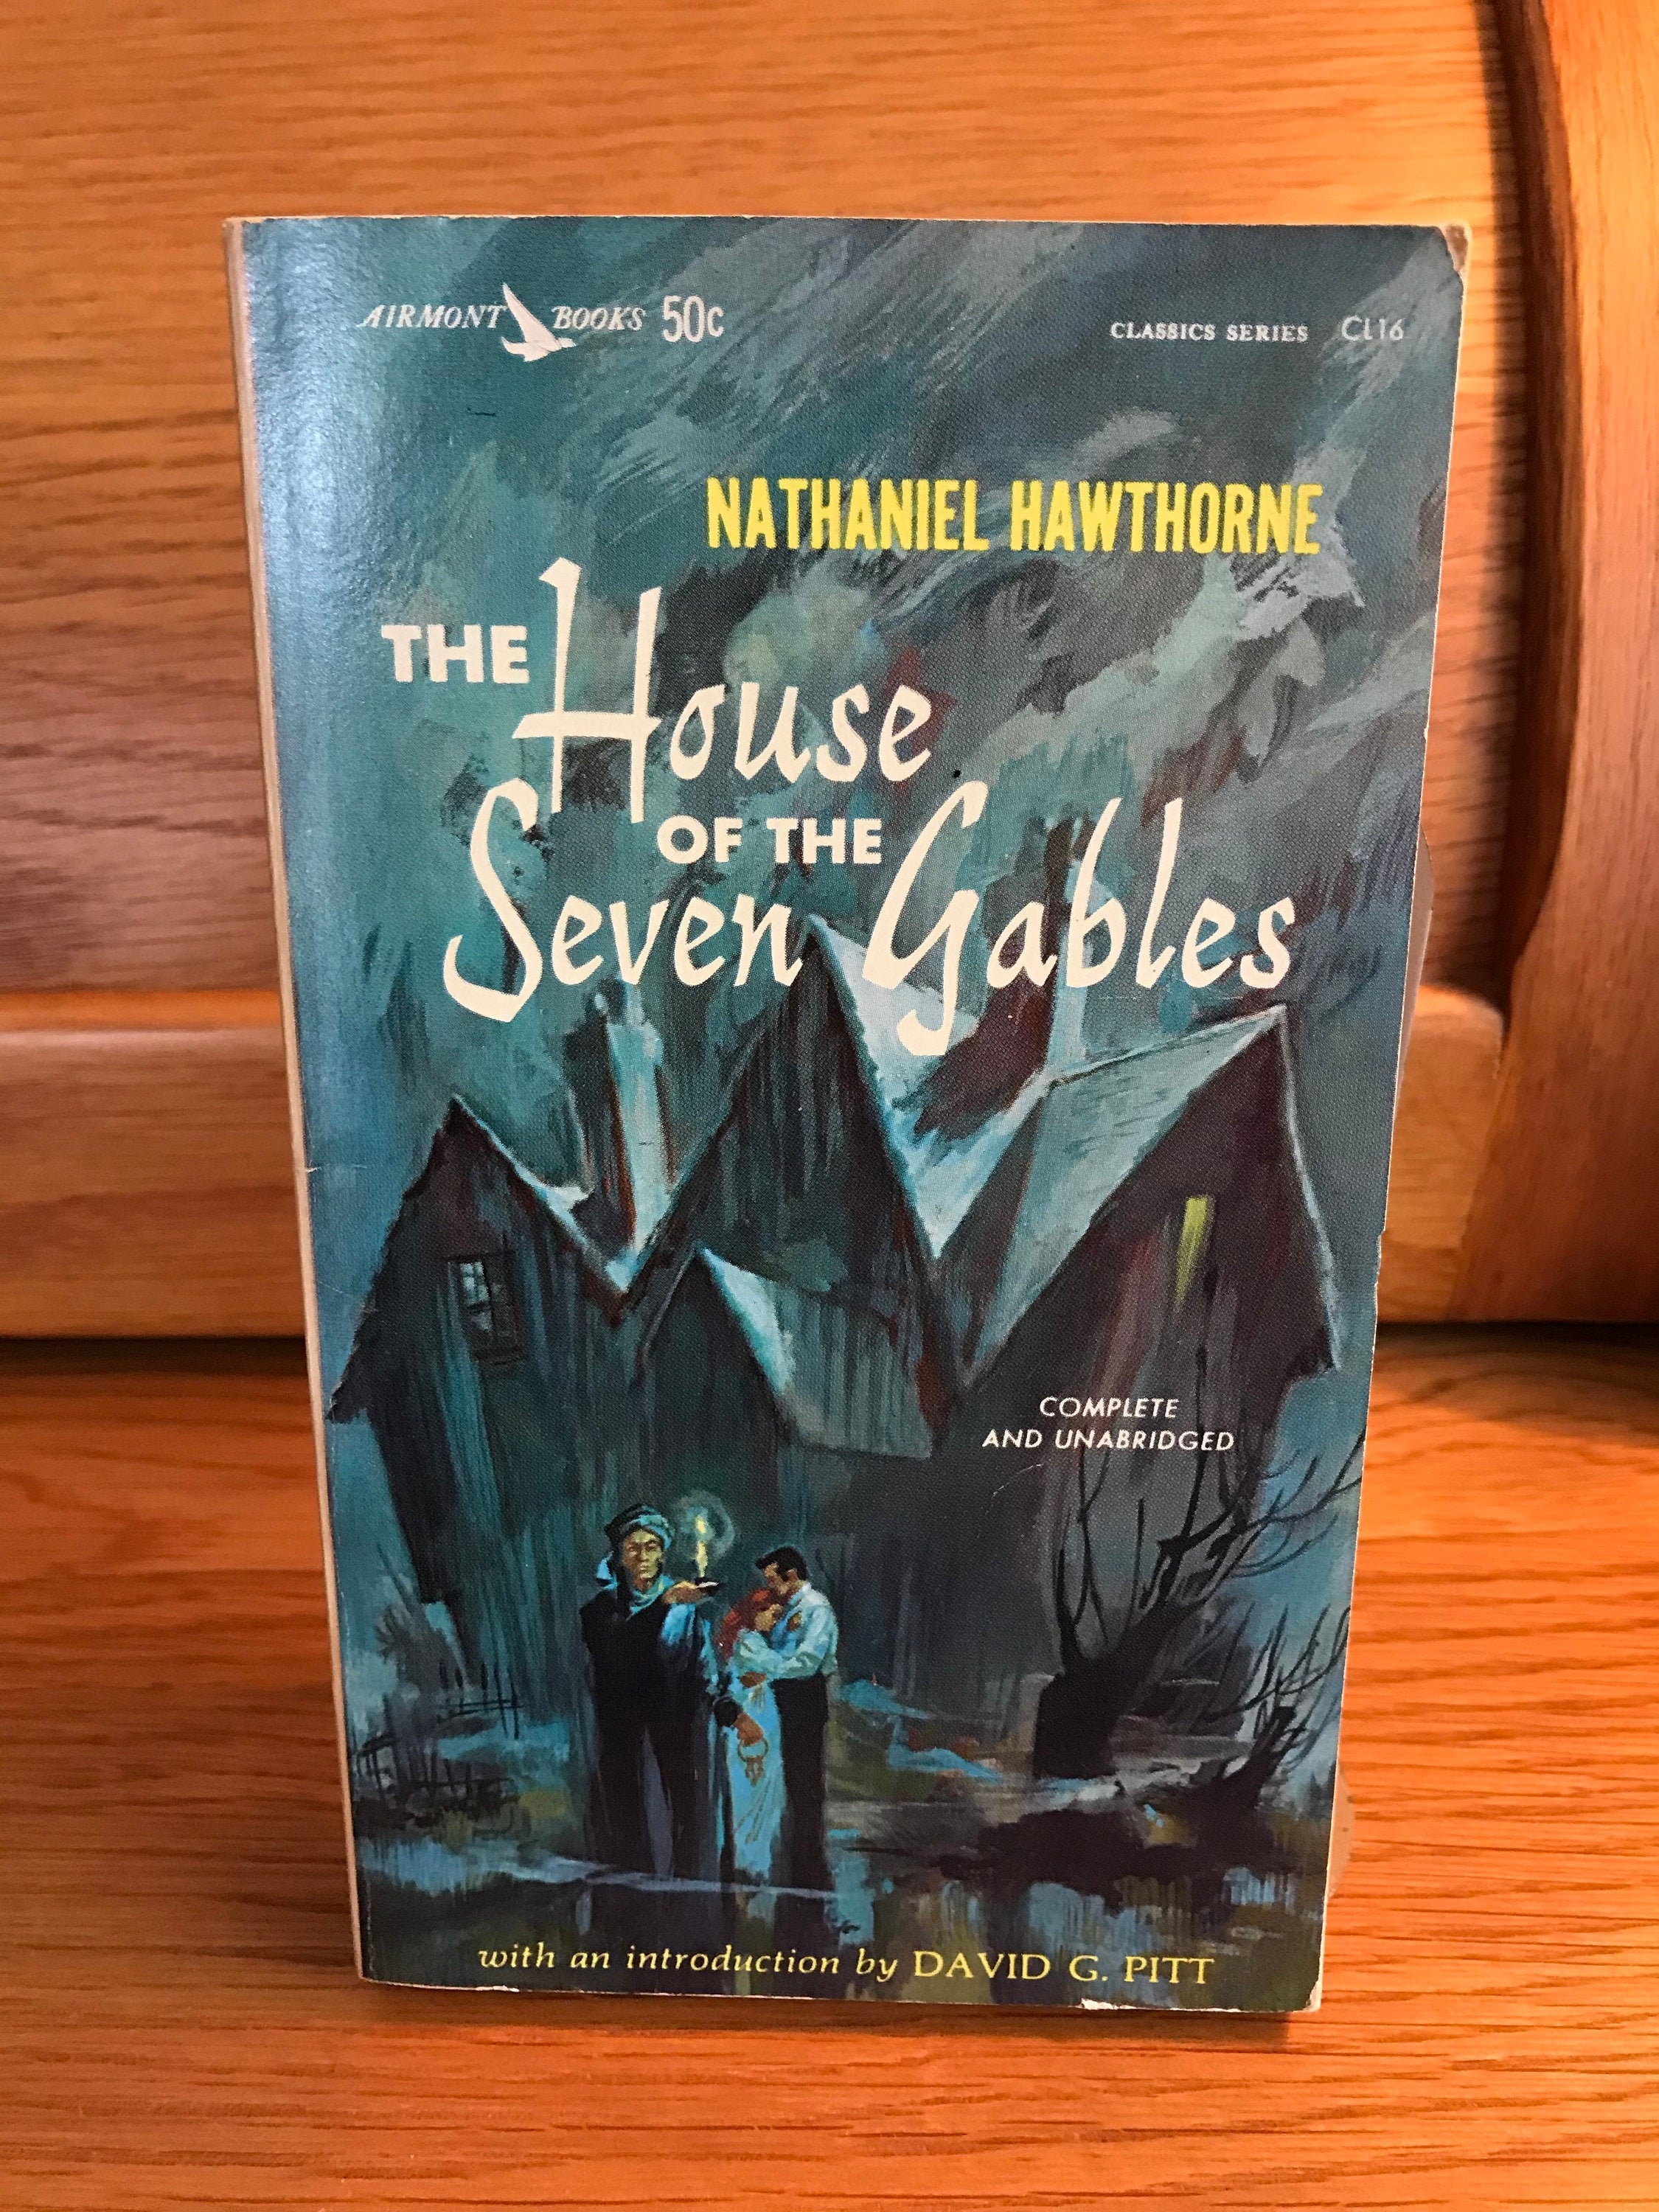 AIRMONT BOOKS 50c
CLASSICS SERIES CL16
NATHANIEL HAWTHORNE
THE House
OF THE
Seven Gables
COMPLETE
AND UNABRIDGED
with an introduction by DAVID G. PITT